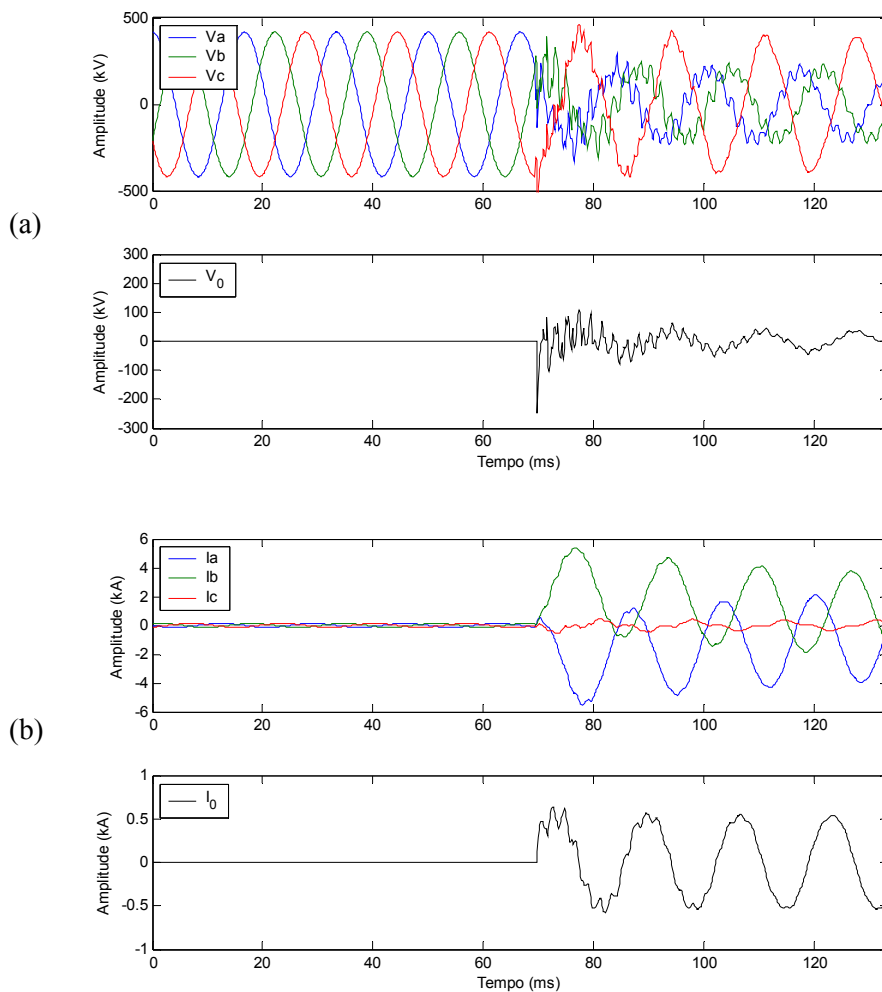 500
0
-500
Amplitude (kV)
Va
Vb
Vc
0 20 40 60 80 100 120
(a)
300
200
100
0
-100
-200
-300
Amplitude (kV)
V0
0 20 40 60 80 100 120
Tempo (ms)
6
4
2
0
-2
-4
-6
Amplitude (kA)
Ia
Ib
Ic
0 20 40 60 80 100 120
(b)
1
0.5
0
-0.5
-1
Amplitude (kA)
I0
0 20 40 60 80 100 120
Tempo (ms)